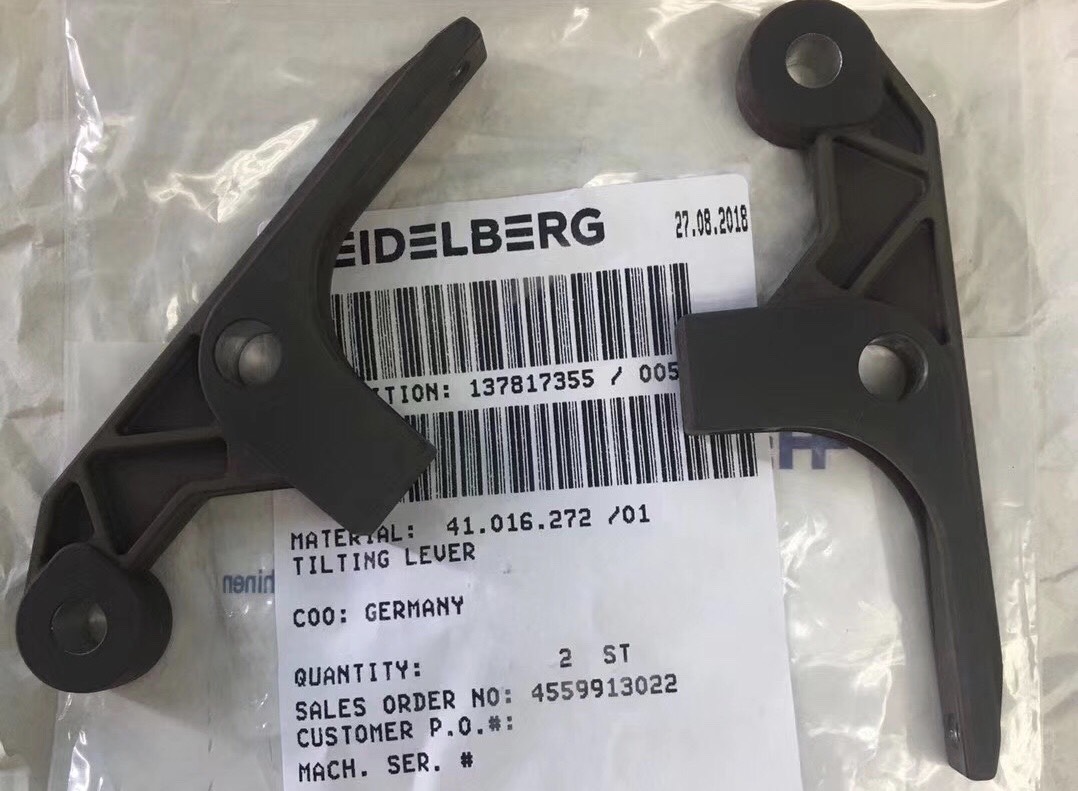 EIDELBERG 27.08.2018
TION: 137817355 / 005
MATERIAL: 41.016.272 /01
TILTING LEVER
COO: GERMANY
QUANTITY: 2 ST
SALES ORDER NO: 4559913022
CUSTOMER P.O.#:
MACH. SER. #